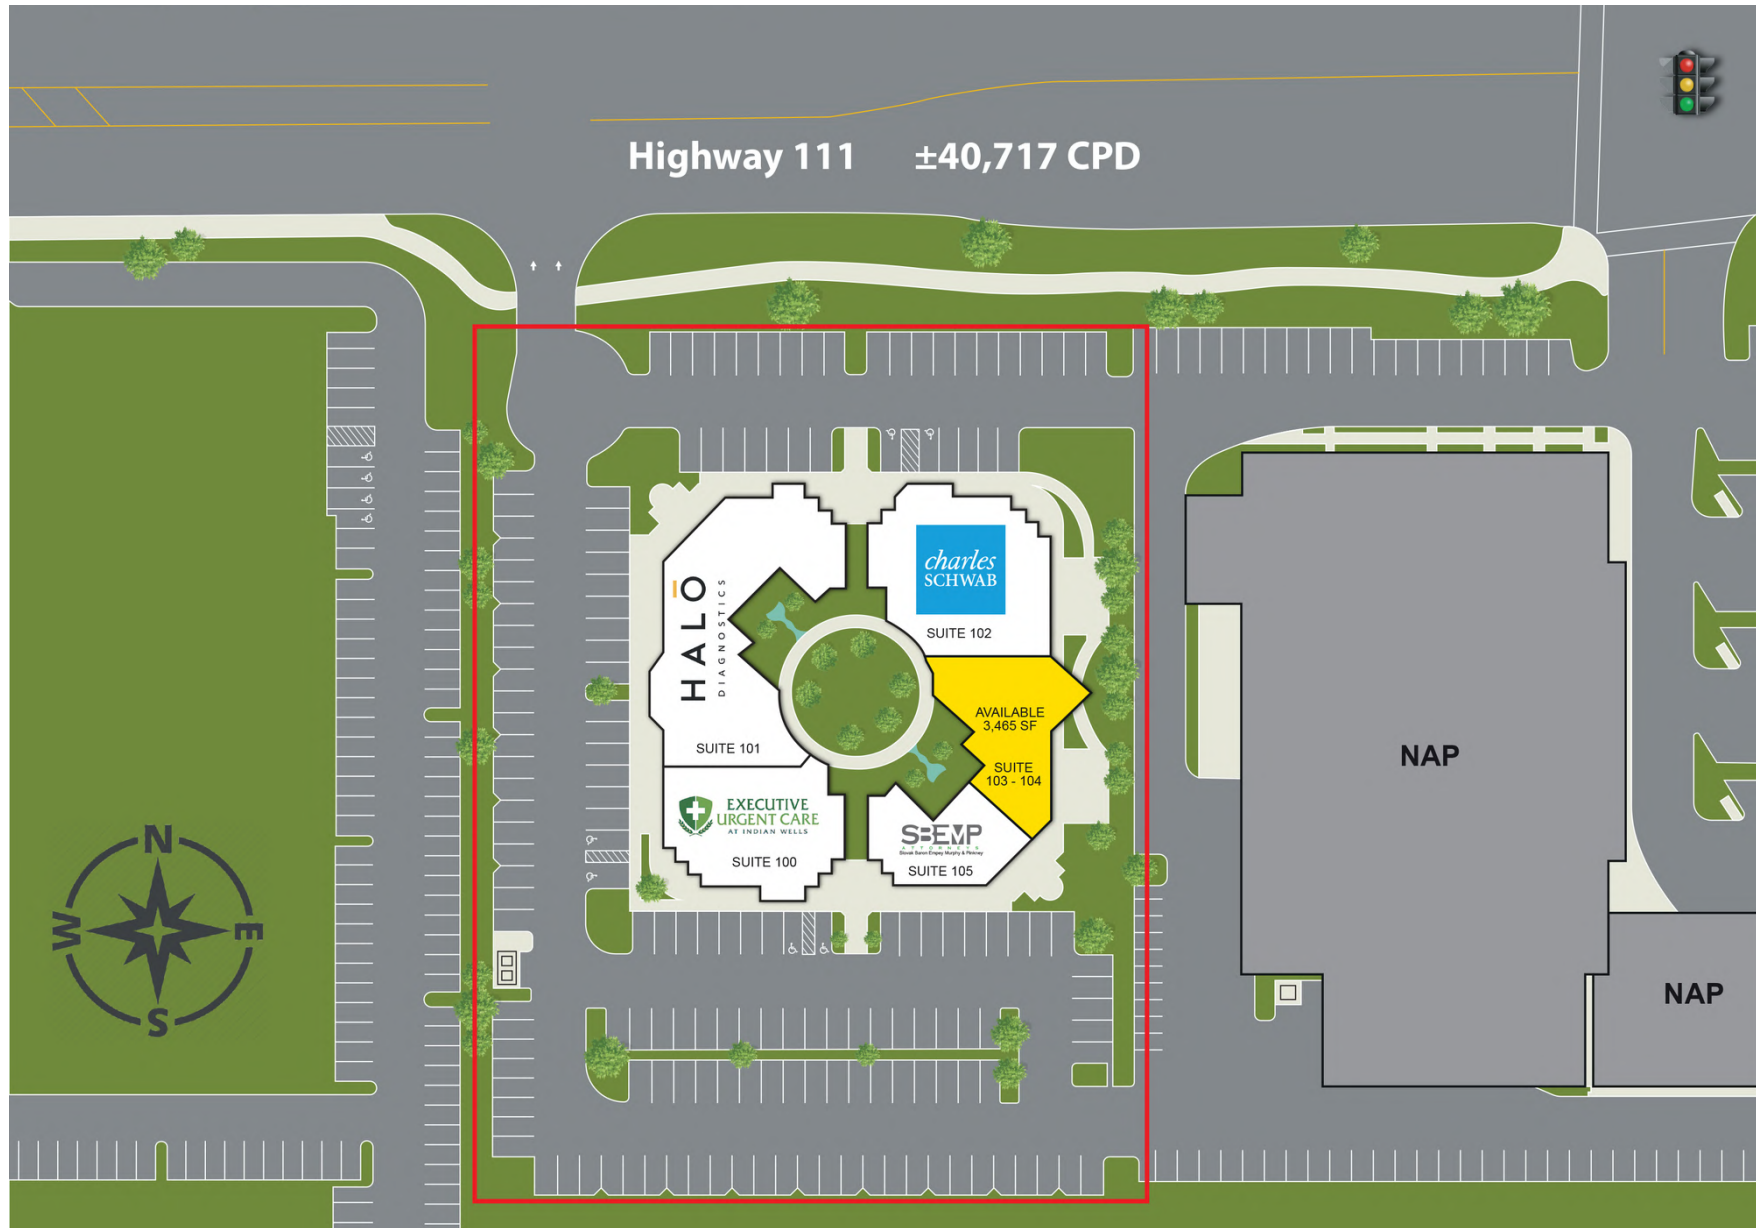 Highway 111 ±40,717 CPD
HALO
DIAGNOSTICS
SUITE 101
charles
SCHWAB
SUITE 102
AVAILABLE
3,465 SF
SUITE
103 - 104
EXECUTIVE
URGENT CARE
AT INDIAN WELLS
SUITE 100
SBEMP
ATTORNEYS
SUITE 105
NAP
NAP
N
W
E
S